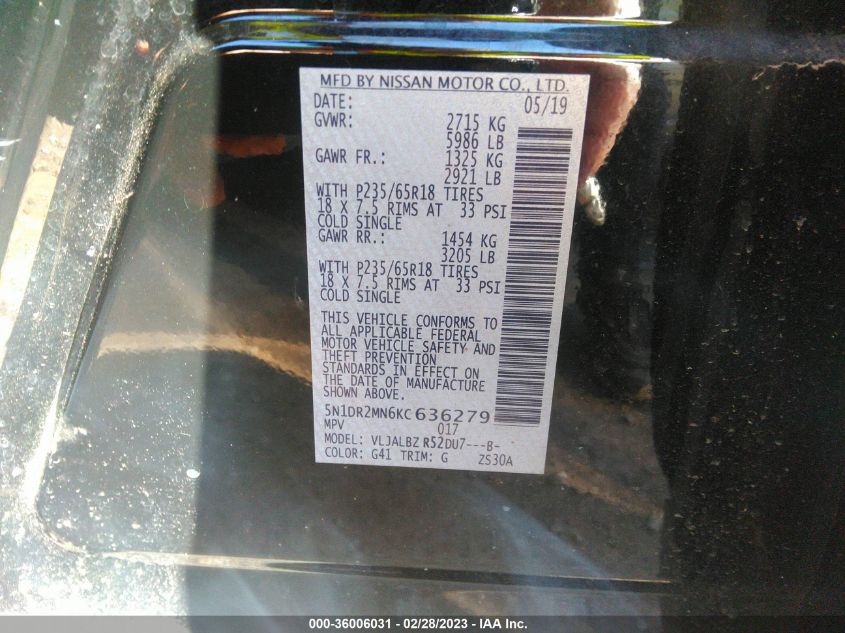 MFD BY NISSAN MOTOR CO., LTD.
DATE: 05/19
GVWR: 2715 KG
5986 LB
GAWR FR.: 1325 KG
2921 LB
WITH P235/65R18 TIRES
18 X 7.5 RIMS AT 33 PSI
COLD SINGLE
GAWR RR.: 1454 KG
3205 LB
WITH P235/65R18 TIRES
18 X 7.5 RIMS AT 33 PSI
COLD SINGLE
THIS VEHICLE CONFORMS TO
ALL APPLICABLE FEDERAL
MOTOR VEHICLE SAFETY AND
THEFT PREVENTION
STANDARDS IN EFFECT ON
THE DATE OF MANUFACTURE
SHOWN ABOVE.
5N1DR2MN6KC636279
MPV 017
MODEL: VLJALBZ R52DU7---B-
COLOR: G41 TRIM: G ZS30A
000-36006031 - 02/28/2023 - IAA Inc.